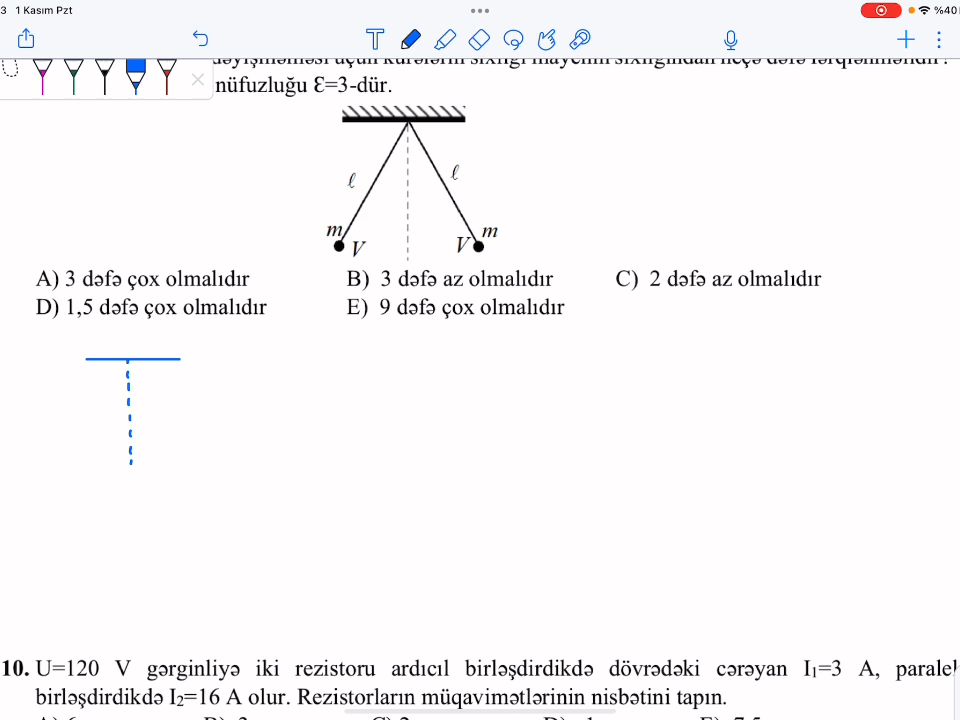 3 1 Kasım Pzt
%40
nüfuzluğu Ɛ=3-dür.
ℓ
ℓ
m
m
V
V
A) 3 dəfə çox olmalıdır B) 3 dəfə az olmalıdır C) 2 dəfə az olmalıdır
D) 1,5 dəfə çox olmalıdır E) 9 dəfə çox olmalıdır
10. U=120 V gərginliyə iki rezistoru ardıcıl birləşdirdikdə dövrədəki cərəyan I₁=3 A, paralel
birləşdirdikdə I₂=16 A olur. Rezistorların müqavimətlərinin nisbətini tapın.